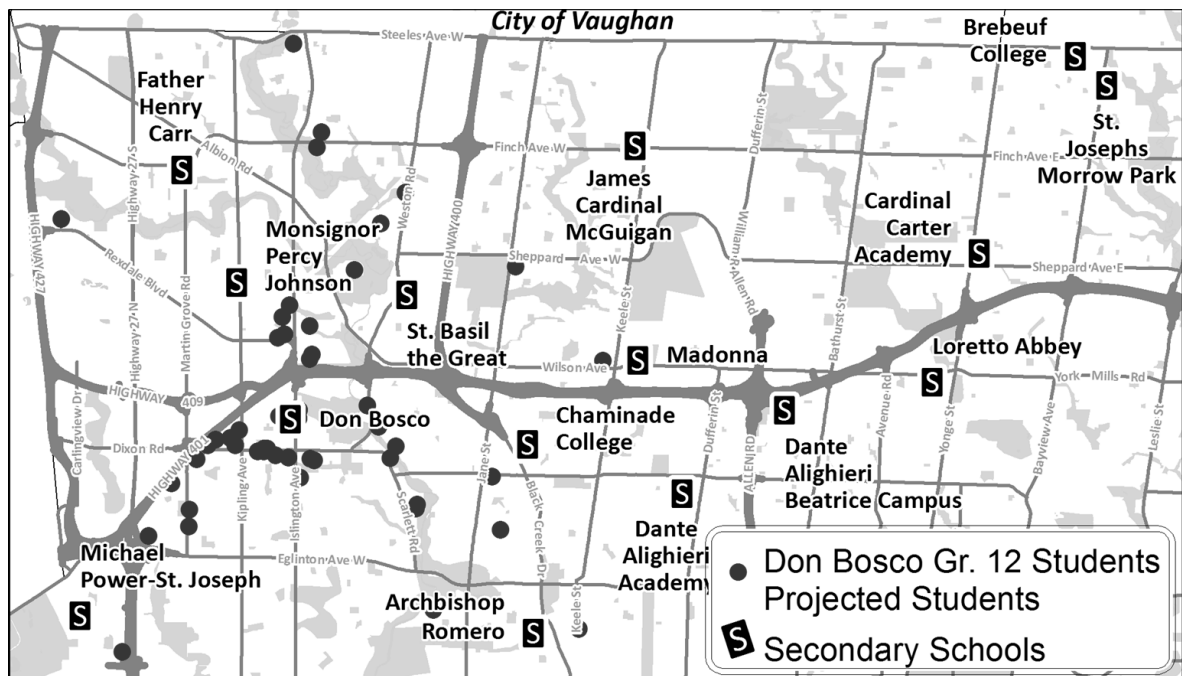 City of Vaughan
Steeles Ave W
Brebeuf
College
S
S
St.
Josephs
Morrow Park
Father
Henry
Carr
S
Albion Rd
Highway 27 S
Finch Ave W
S
Dufferin St
Finch Ave E
James
Cardinal
McGuigan
Weston Rd
HIGHWAY 400
Cardinal
Carter
Academy
S
HIGHWAY 427
Monsignor
Percy
Johnson
S
Rexdale Blvd
Martin Grove Rd
Highway 27 N
Sheppard Ave W
William R Allen Rd
Sheppard Ave E
S
St. Basil
the Great
Keele St
Bathurst St
Wilson Ave
S
Madonna
Loretto Abbey
S
York Mills Rd
HIGHWAY
409
Carlingview Dr
S
Don Bosco
Chaminade
College
S
Dufferin St
S
Avenue Rd
Yonge St
Bayview Ave
Leslie St
Dixon Rd
HIGHWAY 401
Kipling Ave
Islington Ave
Jane St
ALLEN RD
Dante
Alighieri
Beatrice Campus
Scarlett Rd
Black Creek Dr
S
Dante
Alighieri
Academy
Eglinton Ave W
Michael
Power-St. Joseph
S
Archbishop
Romero
S
Keele St
Don Bosco Gr. 12 Students
Projected Students
S
Secondary Schools